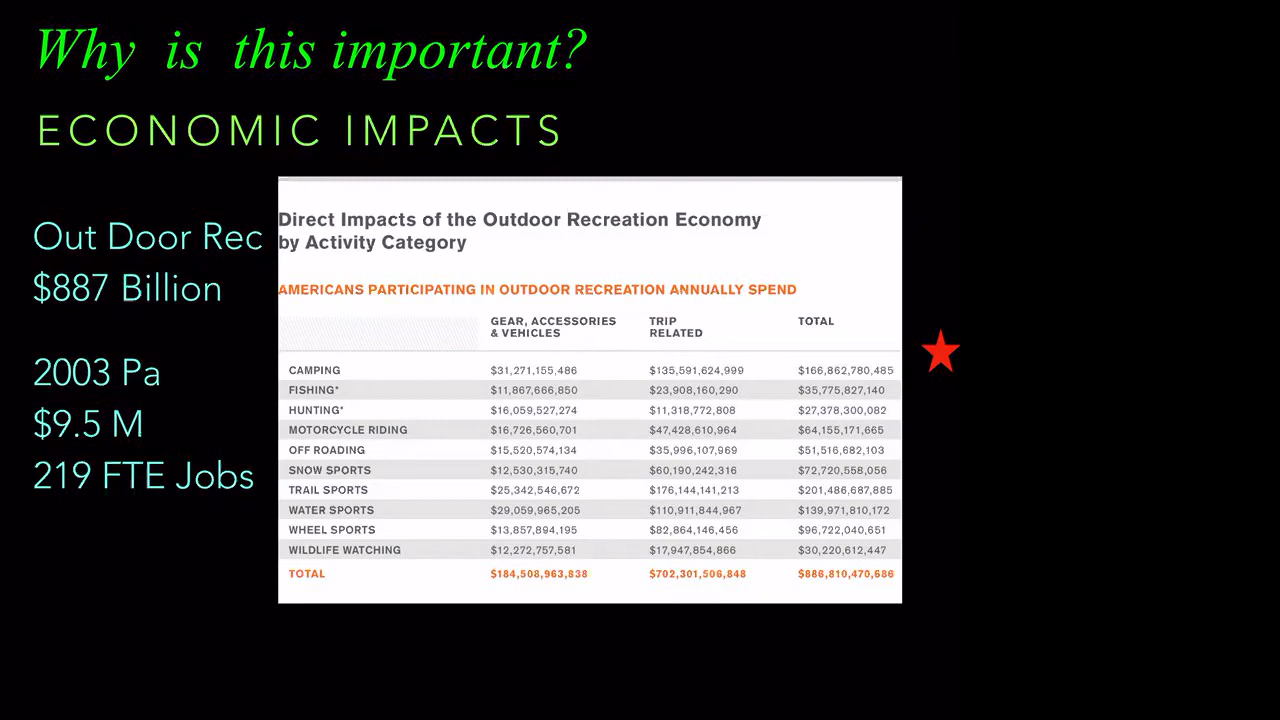 Why is this important?
ECONOMIC IMPACTS
Out Door Rec
$887 Billion
2003 Pa
$9.5 M
219 FTE Jobs
Direct Impacts of the Outdoor Recreation Economy
by Activity Category
AMERICANS PARTICIPATING IN OUTDOOR RECREATION ANNUALLY SPEND
GEAR, ACCESSORIES & VEHICLES TRIP RELATED TOTAL
CAMPING $31,271,155,486 $135,591,624,999 $166,862,780,485
FISHING* $11,867,666,850 $23,908,160,290 $35,775,827,140
HUNTING* $16,059,527,274 $11,318,772,808 $27,378,300,082
MOTORCYCLE RIDING $16,726,560,701 $47,428,610,964 $64,155,171,665
OFF ROADING $15,520,574,134 $35,996,107,969 $51,516,682,103
SNOW SPORTS $12,530,315,740 $60,190,242,316 $72,720,558,056
TRAIL SPORTS $25,342,546,672 $176,144,141,213 $201,486,687,885
WATER SPORTS $29,059,965,205 $110,911,844,967 $139,971,810,172
WHEEL SPORTS $13,857,894,195 $82,864,146,456 $96,722,040,651
WILDLIFE WATCHING $12,272,757,581 $17,947,854,866 $30,220,612,447
TOTAL $184,508,963,838 $702,301,506,848 $886,810,470,686